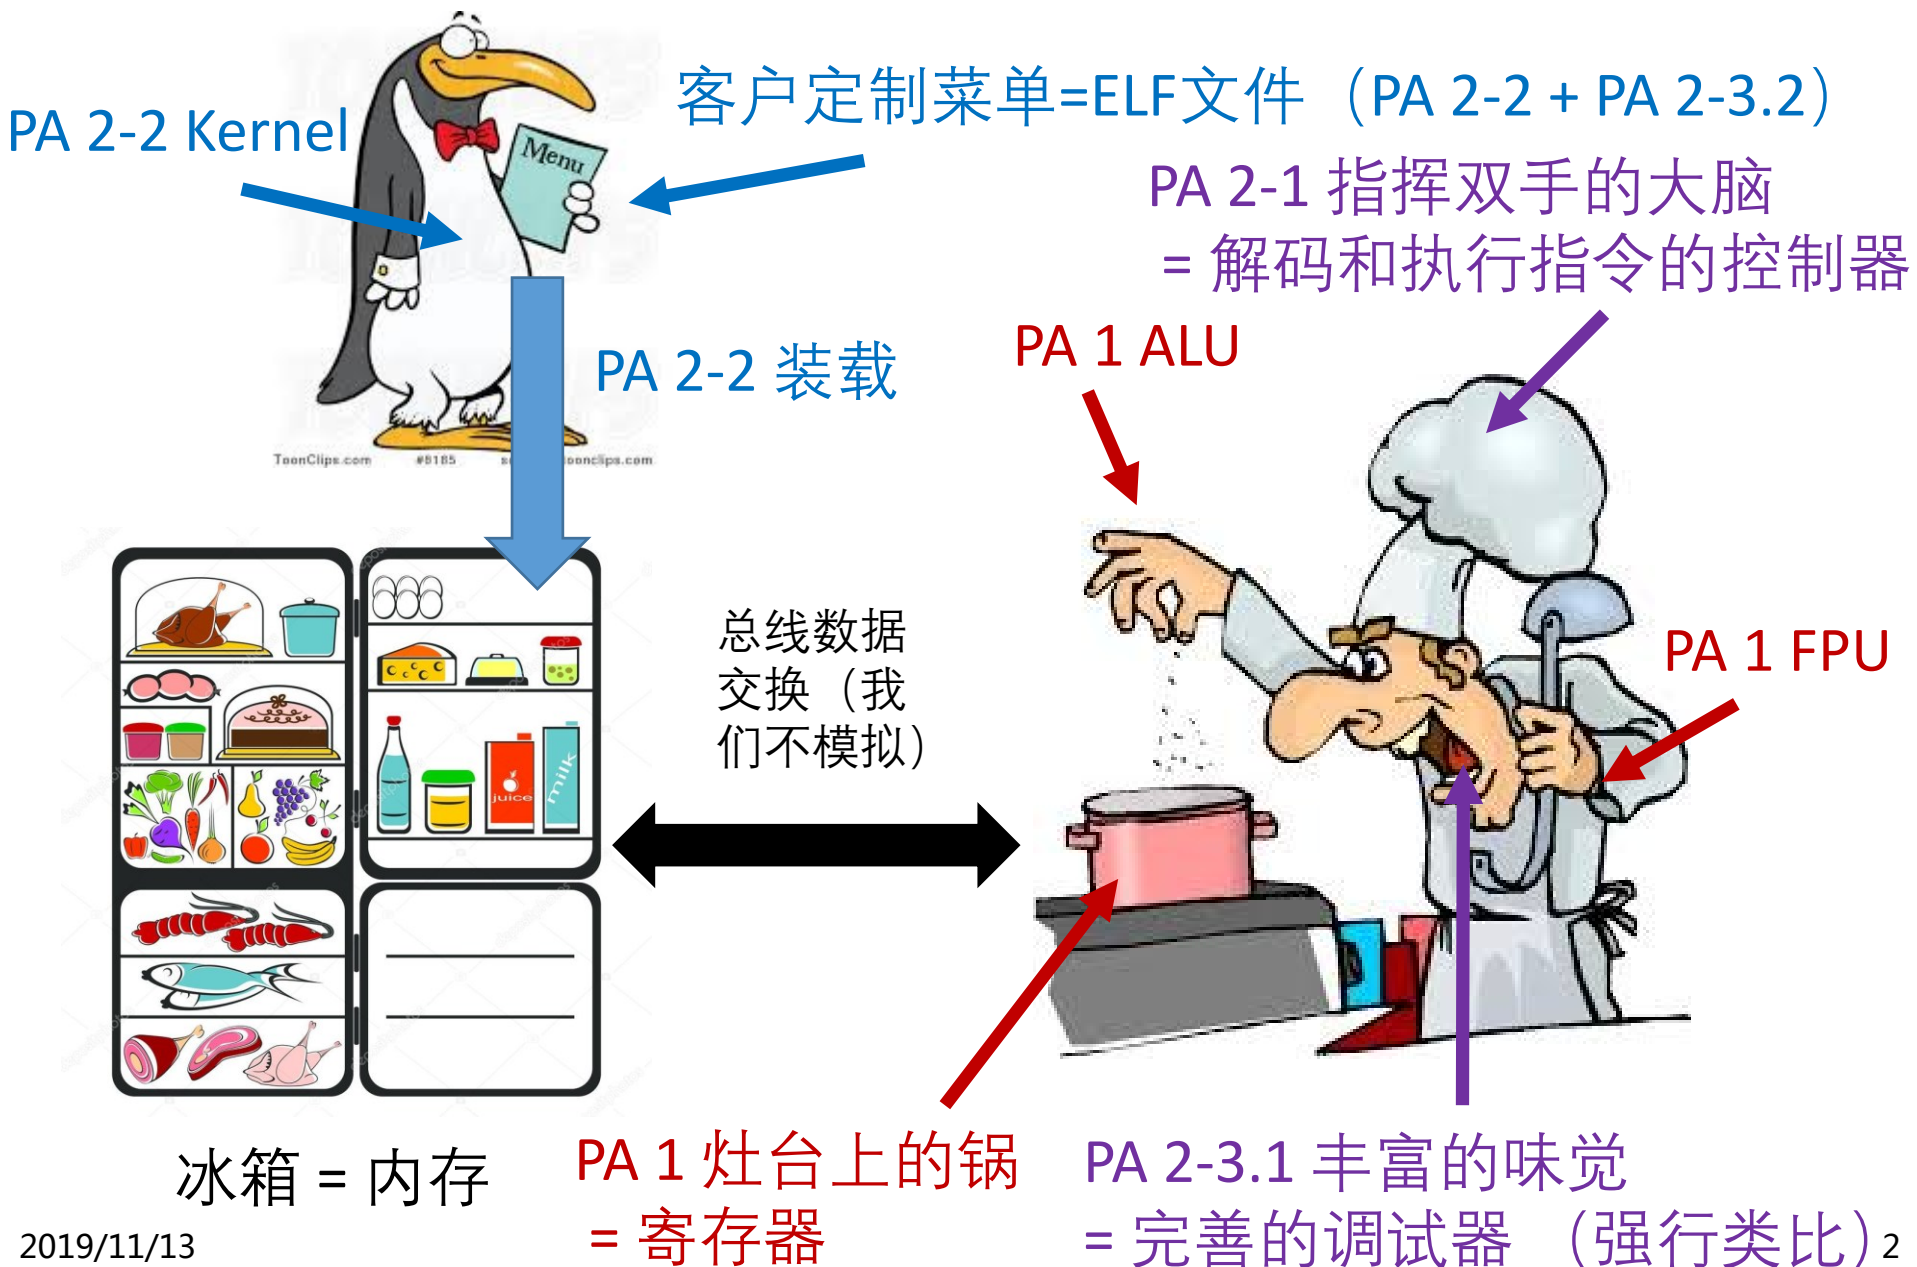 PA 2-2 Kernel
客户定制菜单=ELF文件（PA 2-2 + PA 2-3.2）
Menu
PA 2-1 指挥双手的大脑
= 解码和执行指令的控制器
PA 1 ALU
PA 2-2 装载
ToonClips.com
#8185
总线数据
交换（我
们不模拟）
PA 1 FPU
juice
milk
冰箱 = 内存
PA 1 灶台上的锅
= 寄存器
PA 2-3.1 丰富的味觉
= 完善的调试器 （强行类比）
2019/11/13
2